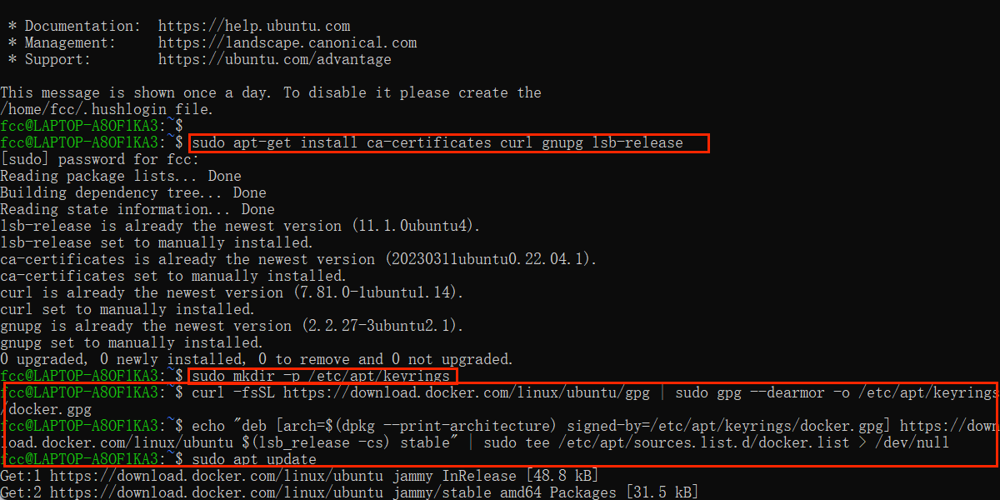 * Documentation:  https://help.ubuntu.com
* Management:     https://landscape.canonical.com
* Support:        https://ubuntu.com/advantage
This message is shown once a day. To disable it please create the
/home/fcc/.hushlogin file.
fcc@LAPTOP-A8OF1KA3:~$
fcc@LAPTOP-A8OF1KA3:~$ sudo apt-get install ca-certificates curl gnupg lsb-release
[sudo] password for fcc:
Reading package lists... Done
Building dependency tree... Done
Reading state information... Done
lsb-release is already the newest version (11.1.0ubuntu4).
lsb-release set to manually installed.
ca-certificates is already the newest version (20230311ubuntu0.22.04.1).
ca-certificates set to manually installed.
curl is already the newest version (7.81.0-1ubuntu1.14).
curl set to manually installed.
gnupg is already the newest version (2.2.27-3ubuntu2.1).
gnupg set to manually installed.
0 upgraded, 0 newly installed, 0 to remove and 0 not upgraded.
fcc@LAPTOP-A8OF1KA3:~$ sudo mkdir -p /etc/apt/keyrings
fcc@LAPTOP-A8OF1KA3:~$ curl -fsSL https://download.docker.com/linux/ubuntu/gpg | sudo gpg --dearmor -o /etc/apt/keyrings
/docker.gpg
fcc@LAPTOP-A8OF1KA3:~$ echo "deb [arch=$(dpkg --print-architecture) signed-by=/etc/apt/keyrings/docker.gpg] https://down
load.docker.com/linux/ubuntu $(lsb_release -cs) stable" | sudo tee /etc/apt/sources.list.d/docker.list > /dev/null
fcc@LAPTOP-A8OF1KA3:~$ sudo apt update
Get:1 https://download.docker.com/linux/ubuntu jammy InRelease [48.8 kB]
Get:2 https://download.docker.com/linux/ubuntu jammy/stable amd64 Packages [31.5 kB]